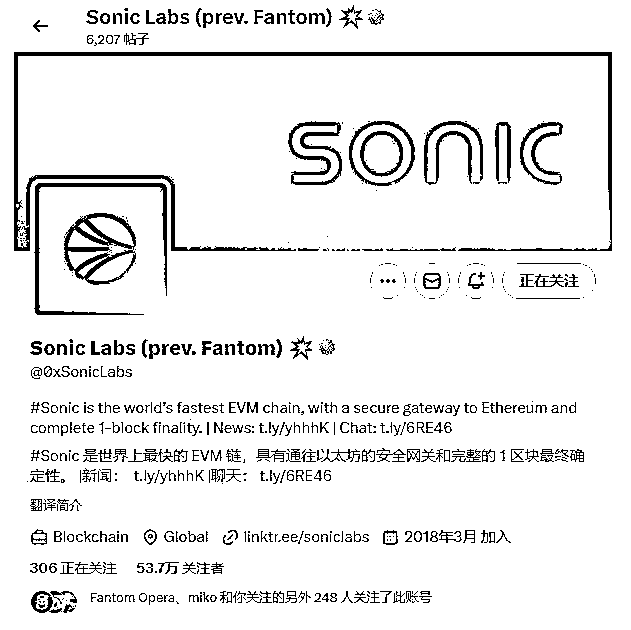 Sonic Labs (prev. Fantom)
6,207 帖子
SONIC
正在关注
Sonic Labs (prev. Fantom)
@0xSonicLabs
#Sonic is the world's fastest EVM chain, with a secure gateway to Ethereum and
complete 1-block finality. | News: t.ly/yhhhK | Chat: t.ly/6RE46
#Sonic 是世界上最快的 EVM 链，具有通往以太坊的安全网关和完整的 1 区块最终确
定性。 |新闻： t.ly/yhhhK |聊天： t.ly/6RE46
翻译简介
Blockchain Global linktr.ee/soniclabs 2018年3月 加入
306 正在关注 53.7万 关注者
Fantom Opera、miko 和你关注的另外 248 人关注了此账号